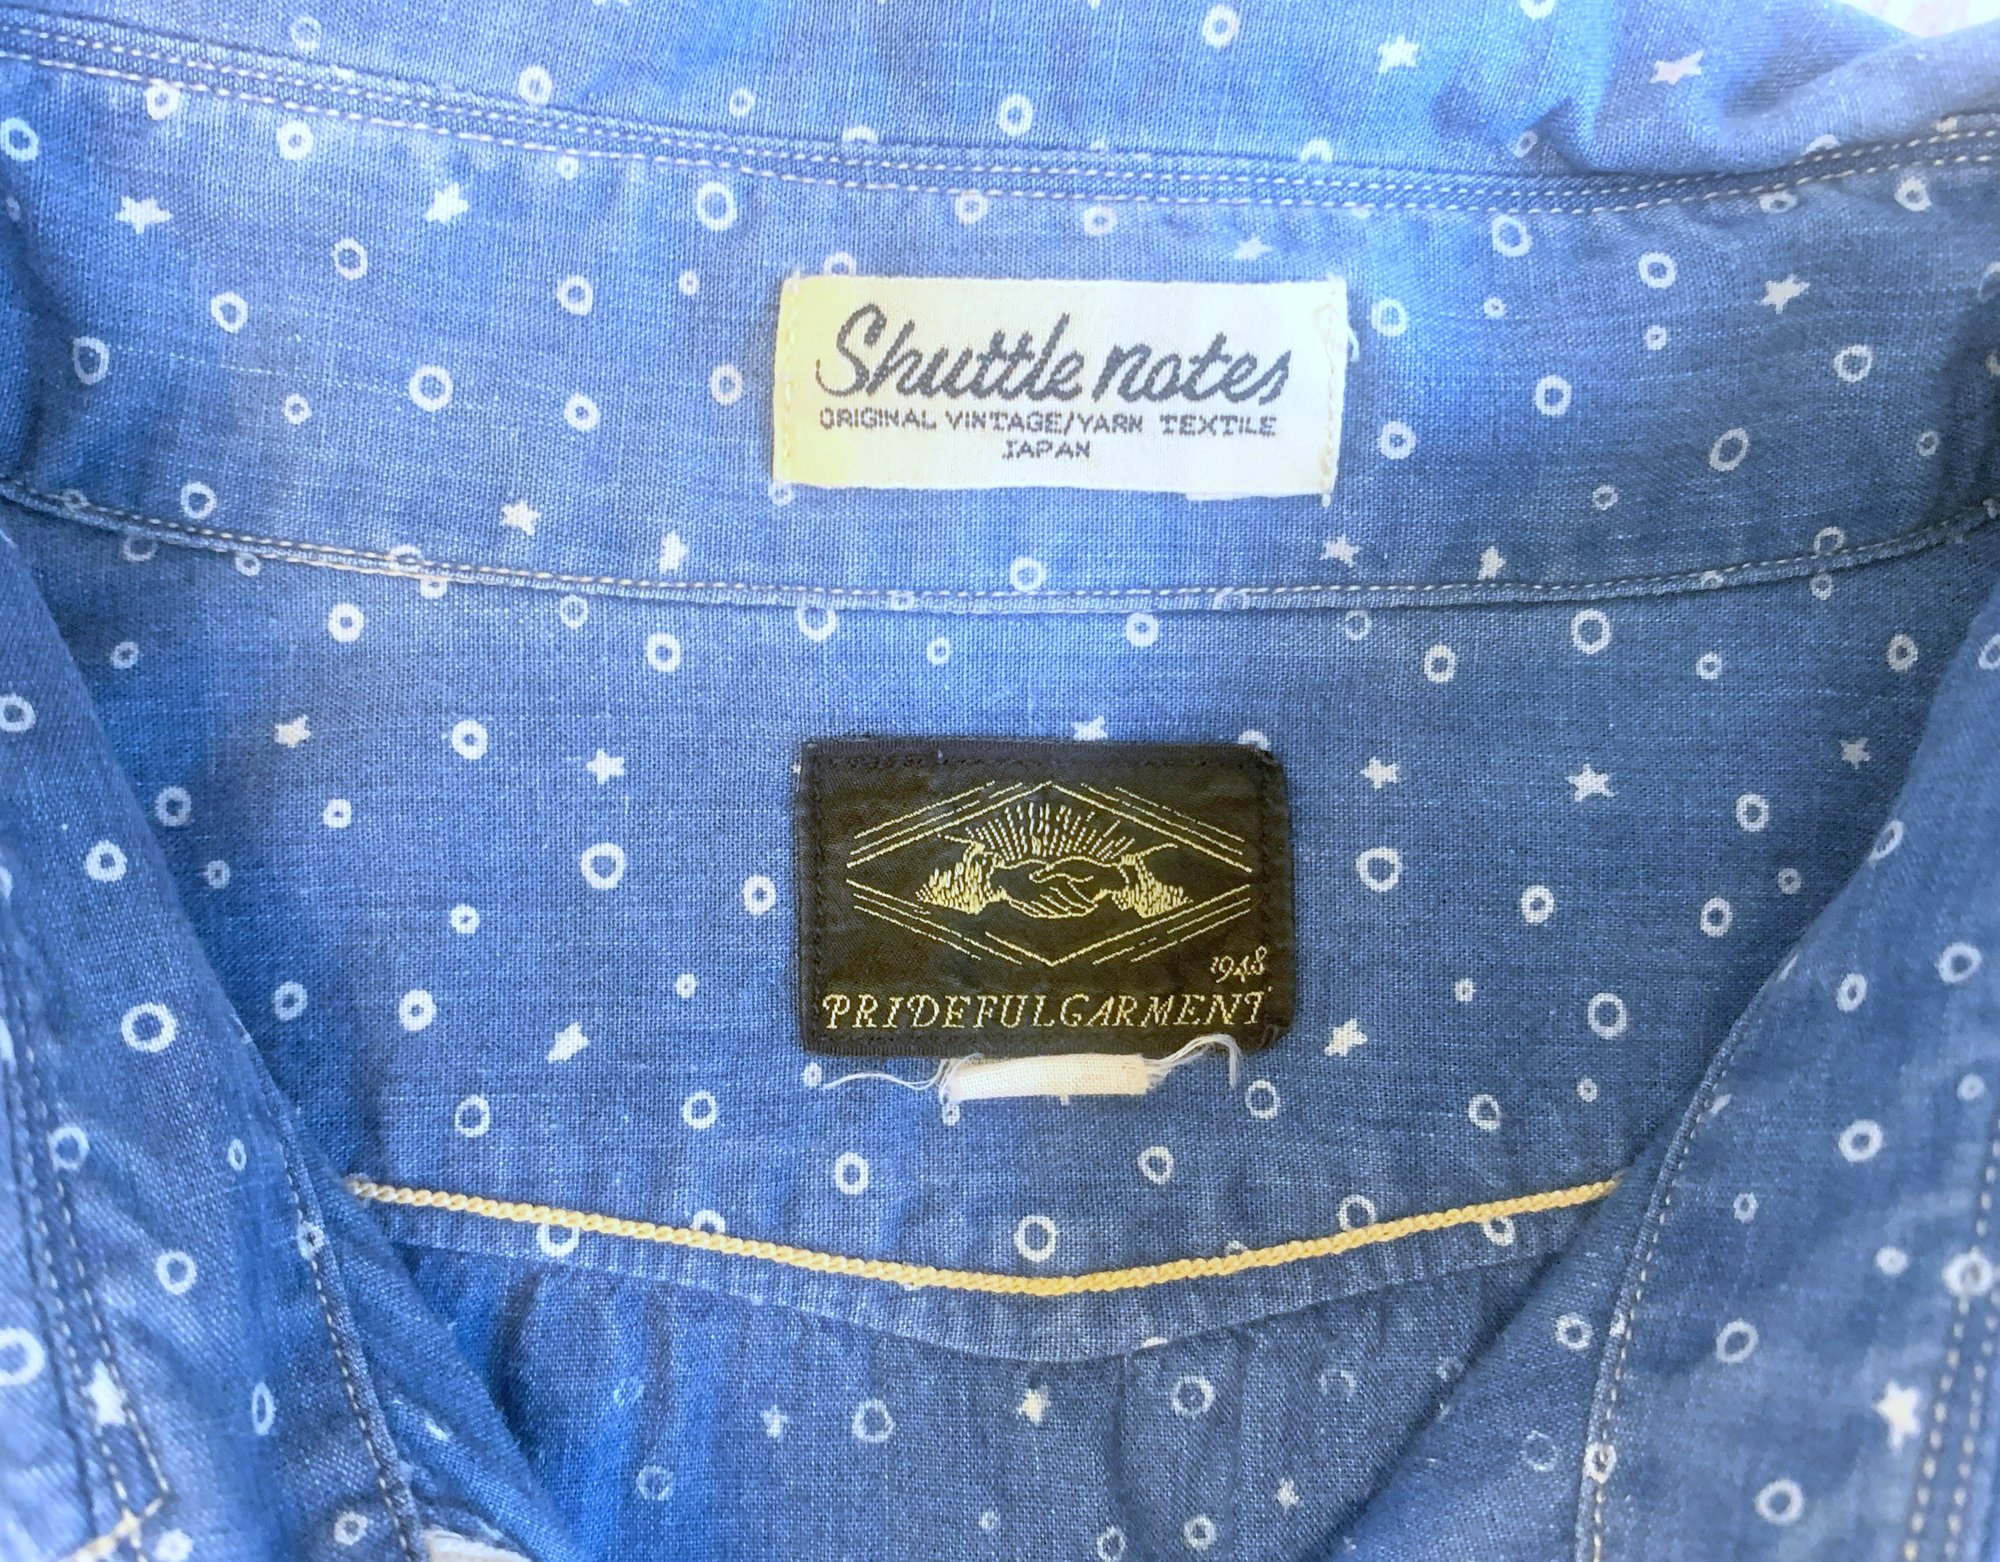 Shuttle notes
ORIGINAL VINTAGE/YARN TEXTILE
JAPAN
1948
PRIDEFULGARMENT